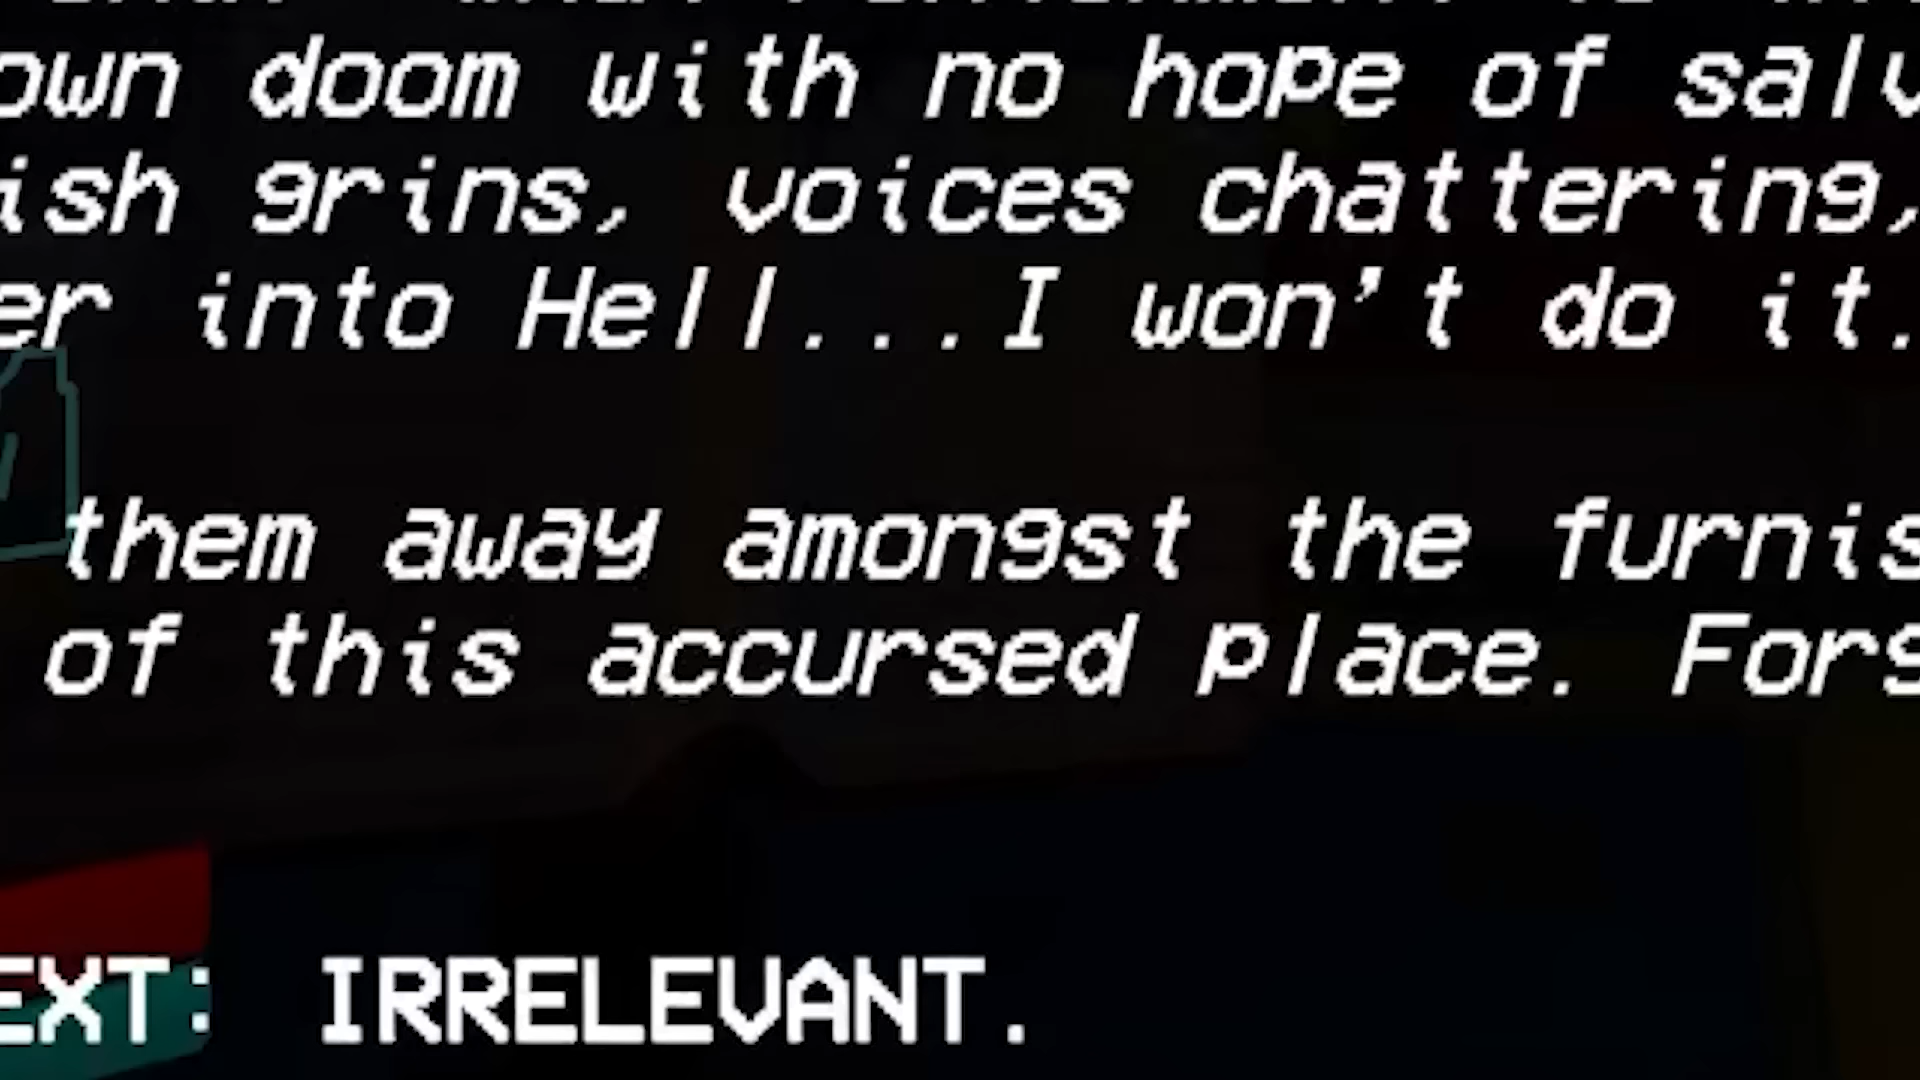 own doom with no hope of salv
ish grins, voices chattering,
er into Hell...I won't do it.
them away amongst the furnis
of this accursed place. Forg
EXT: IRRELEVANT.